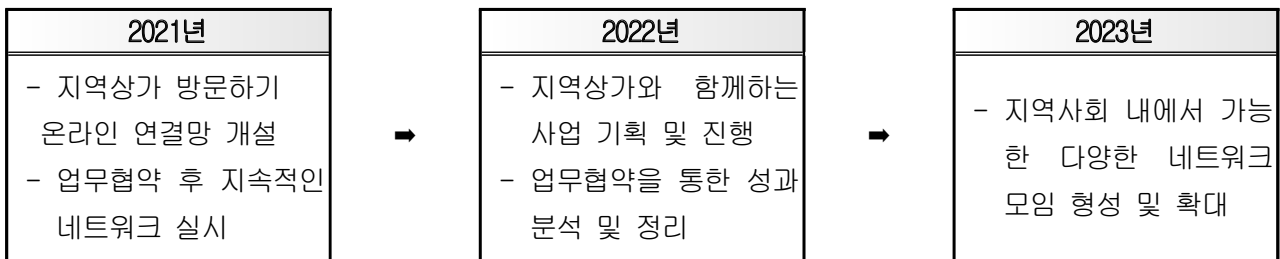 2021년
- 지역상가 방문하기
온라인 연결망 개설
- 업무협약 후 지속적인
네트워크 실시
➡
2022년
- 지역상가와 함께하는
사업 기획 및 진행
- 업무협약을 통한 성과
분석 및 정리
➡
2023년
- 지역사회 내에서 가능
한 다양한 네트워크
모임 형성 및 확대